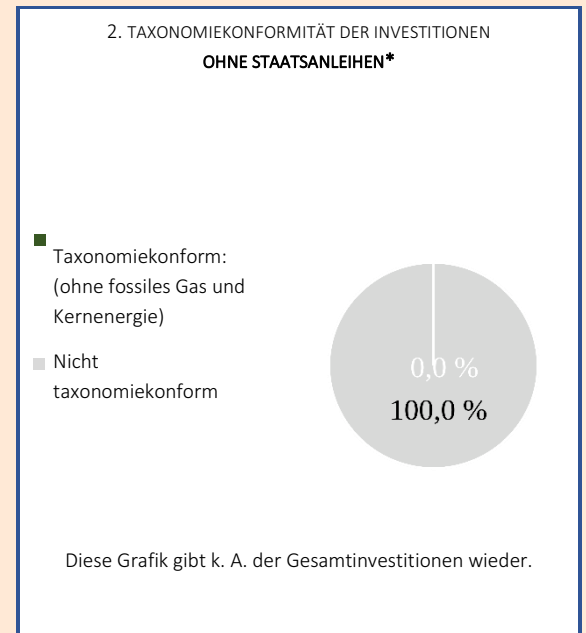 2. TAXONOMIEKONFORMITÄT DER INVESTITIONEN
OHNE STAATSANLEIHEN*
Taxonomiekonform:
(ohne fossiles Gas und
Kernenergie)
Nicht
taxonomiekonform
0,0 %
100,0 %
Diese Grafik gibt k. A. der Gesamtinvestitionen wieder.